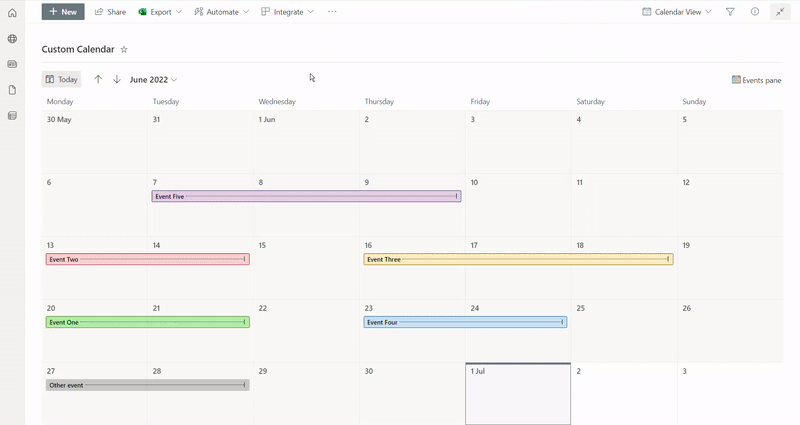 New Share Export Automate Integrate ··· Calendar View
Custom Calendar
Today June 2022 Events pane
Monday Tuesday Wednesday Thursday Friday Saturday Sunday
30 May 31 1 Jun 2 3 4 5
6 7 8 9 10 11 12
Event Five
13 14 15 16 17 18 19
Event Two Event Three
20 21 22 23 24 25 26
Event One Event Four
27 28 29 30 1 Jul 2 3
Other event